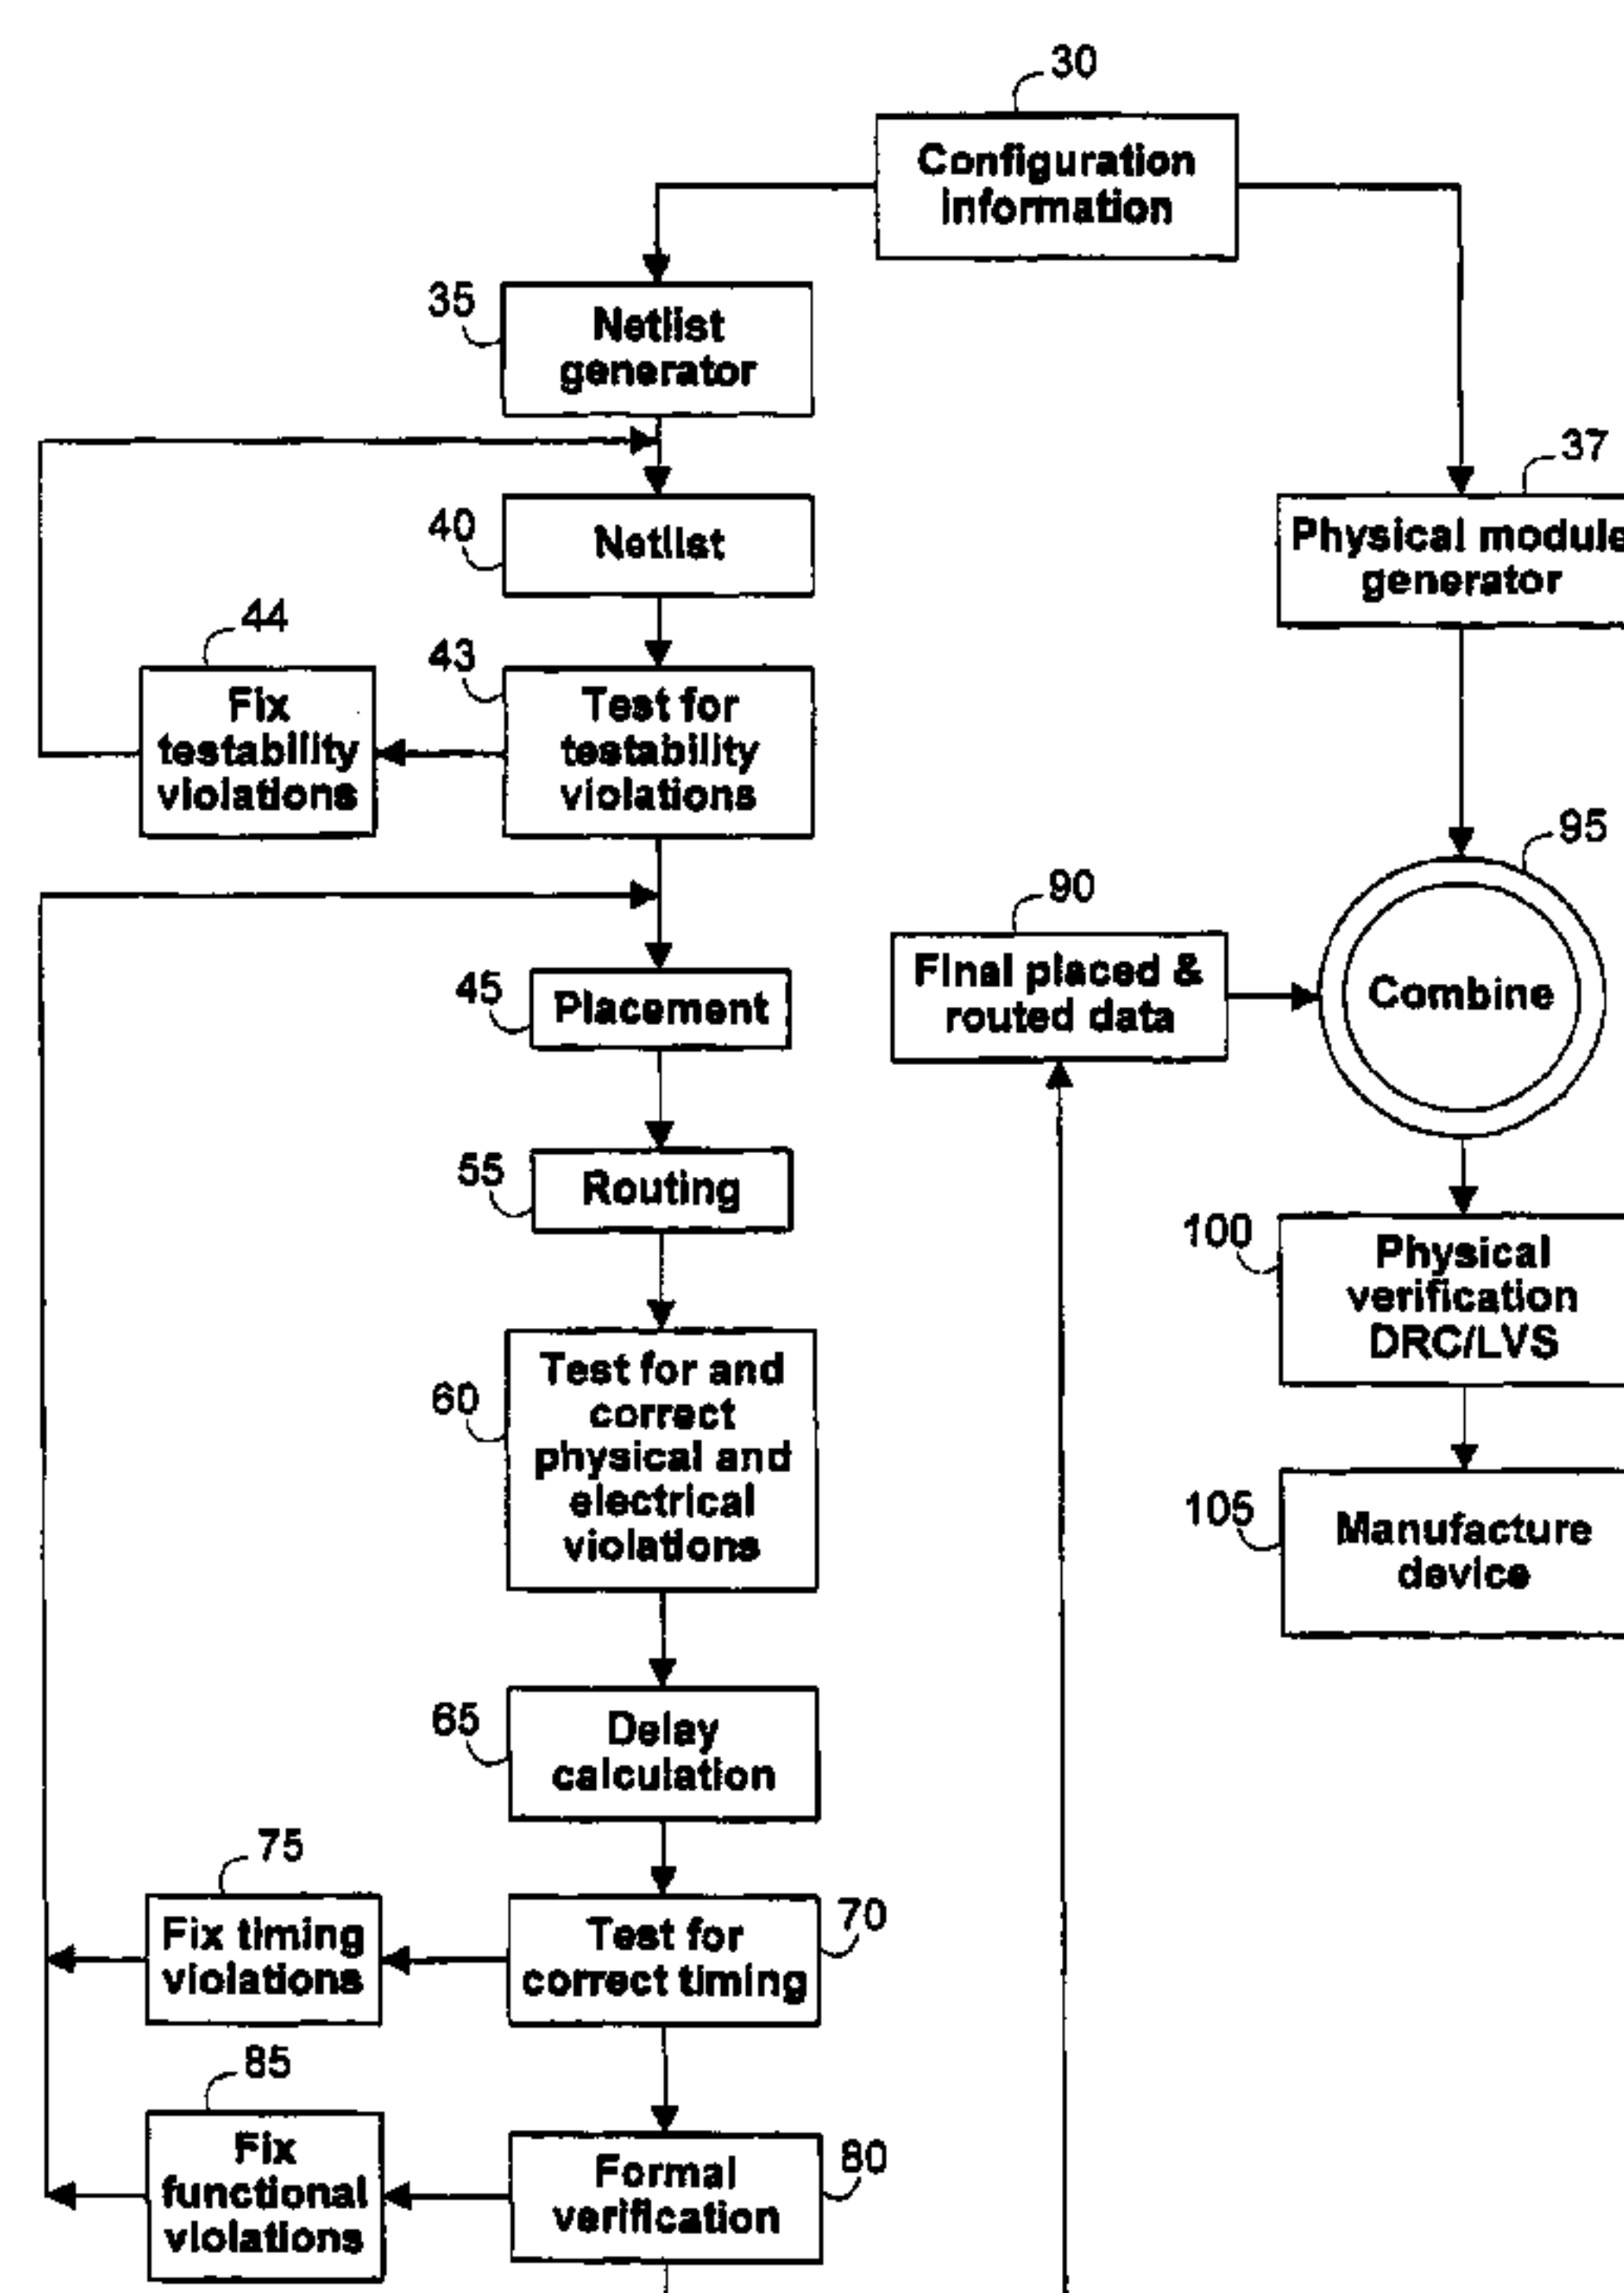 30
Configuration
information
35
Netlist
generator
37
Physical module
generator
40
Netlist
44
Fix
testability
violations
43
Test for
testability
violations
95
Combine
90
Final placed &
routed data
45
Placement
55
Routing
100
Physical
verification
DRC/LVS
60
Test for and
correct
physical and
electrical
violations
105
Manufacture
device
65
Delay
calculation
75
Fix timing
violations
70
Test for
correct timing
85
Fix
functional
violations
80
Formal
verification